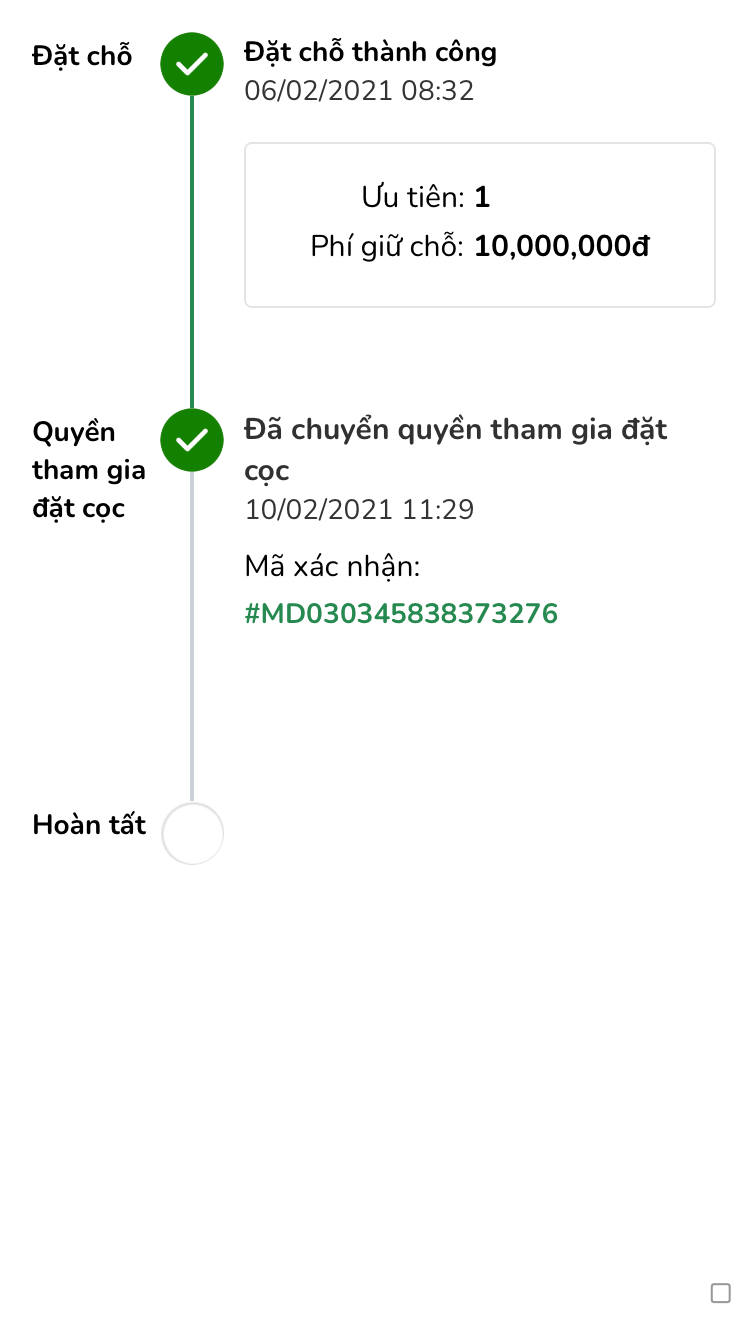 Đặt chỗ
Đặt chỗ thành công
06/02/2021 08:32
Ưu tiên: 1
Phí giữ chỗ: 10,000,000đ
Quyền
tham gia
đặt cọc
Đã chuyển quyền tham gia đặt
cọc
10/02/2021 11:29
Mã xác nhận:
#MD030345838373276
Hoàn tất